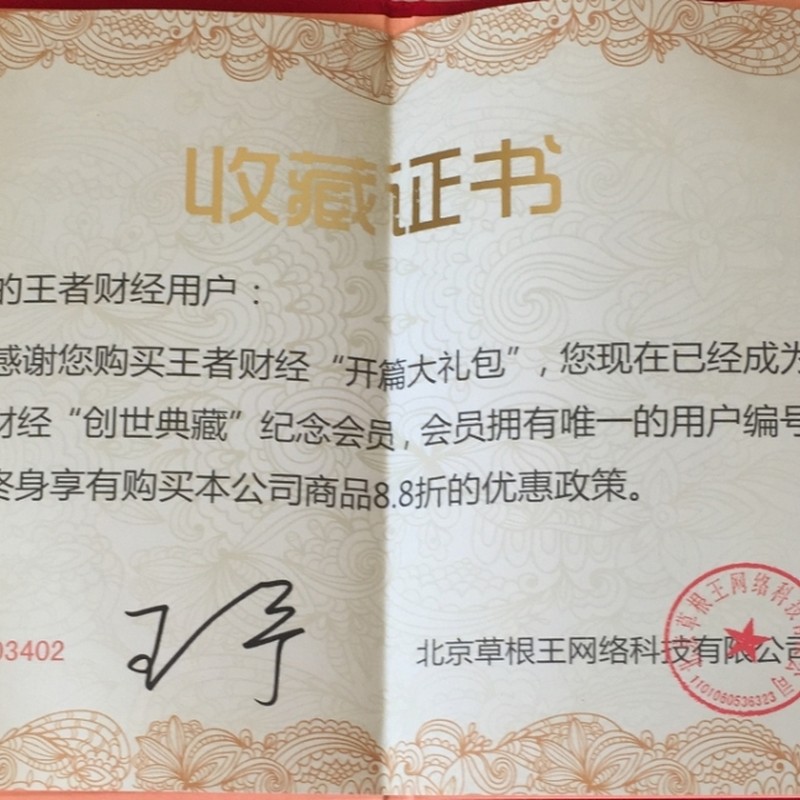 收藏证书
的王者财经用户：
感谢您购买王者财经“开篇大礼包”，您现在已经成为
财经“创世典藏”纪念会员，会员拥有唯一的用户编号
终身享有购买本公司商品8.8折的优惠政策。
03402
北京草根王网络科技有限公司
1101080536323